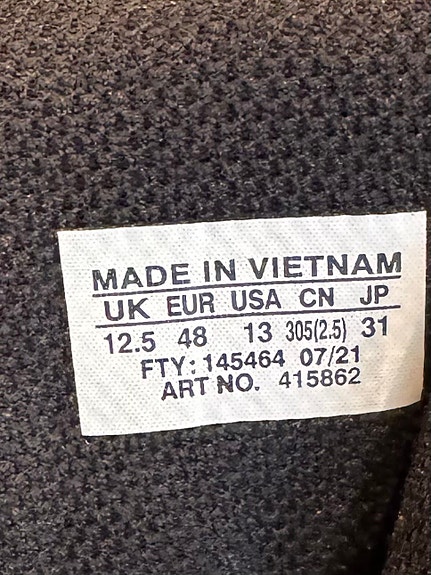 MADE IN VIETNAM
UK EUR USA CN JP
12.5 48 13 305(2.5) 31
FTY: 145464 07/21
ART NO. 415862